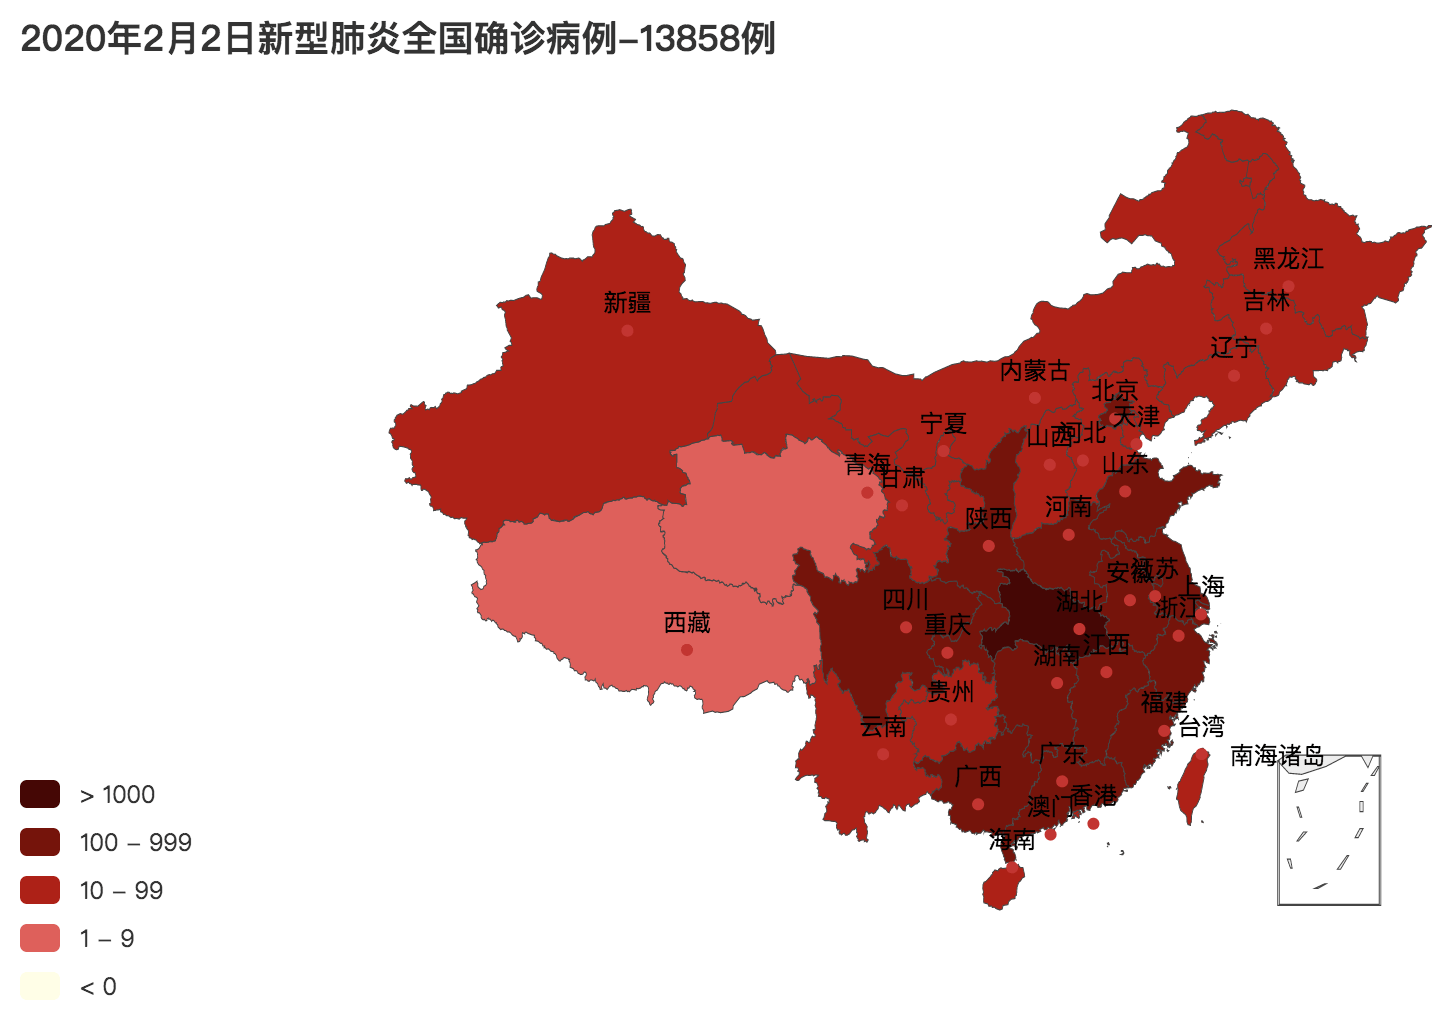 2020年2月2日新型肺炎全国确诊病例-13858例
黑龙江
吉林
新疆
辽宁
内蒙古
北京
天津
宁夏
山西
河北
青海
甘肃
山东
河南
陕西
安徽
江苏
上海
四川
湖北
浙江
重庆
西藏
湖南
江西
贵州
福建
云南
台湾
广东
南海诸岛
广西
澳门
香港
海南
> 1000
100 - 999
10 - 99
1 - 9
< 0